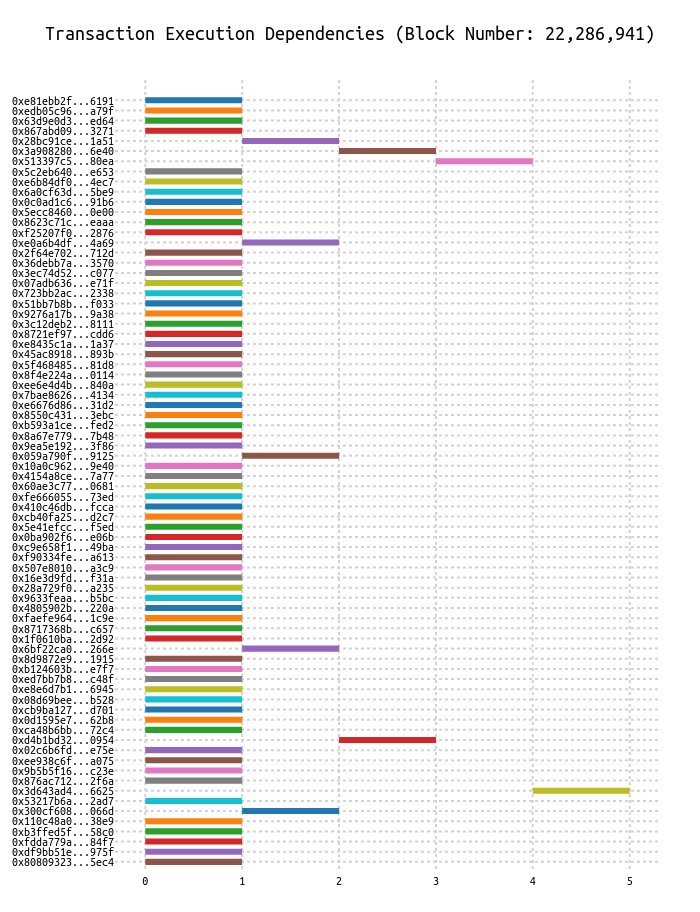 Transaction Execution Dependencies (Block Number: 22,286,941)
0xe81ebb2f...6191
0xedb05c96...a79f
0x63d9e0d3...ed64
0x867abd09...3271
0x28bc91ce...1a51
0x3a908280...6e40
0x513397c5...80ea
0x5c2eb640...e653
0xe6b84df0...4ec7
0x6a0cf63d...5be9
0x0c0ad1c6...91b6
0x5ecc8460...0e00
0x8623c71c...eaaa
0xf25207f0...2876
0xe0a6b4df...4a69
0x2f64e702...712d
0x36debb7a...3570
0x3ec74d52...c077
0x07adb636...e71f
0x723bb2ac...2338
0x51bb7b8b...f033
0x9276a17b...9a38
0x3c12deb2...8111
0x8721ef97...cdd6
0xe8435c1a...1a37
0x45ac8918...893b
0x5f468485...81d8
0x8f4e224a...0114
0xee6e4d4b...840a
0x7bae8626...4134
0xe6676d86...31d2
0x8550c431...3ebc
0xb593a1ce...fed2
0x8a67e779...7b48
0x9ea5e192...3f86
0x059a790f...9125
0x10a0c962...9e40
0x4154a8ce...7a77
0x60ae3c77...0681
0xfe666055...73ed
0x410c46db...fcca
0xcb40fa25...d2c7
0x5e41efcc...f5ed
0x0ba902f6...e06b
0xc9e658f1...49ba
0xf90334fe...a613
0x507e8010...a3c9
0x16e3d9fd...f31a
0x28a729f0...a235
0x9633feaa...b5bc
0x4805902b...220a
0xfaefe964...1c9e
0x8717368b...c657
0x1f0610ba...2d92
0x6bf22ca0...266e
0x8d9872e9...1915
0xb124603b...e7f7
0xed7bb7b8...c48f
0xe8e6d7b1...6945
0x08d69bee...b528
0xcb9ba127...d701
0x0d1595e7...62b8
0xca48b6bb...72c4
0xd4b1bd32...0954
0x02c6b6fd...e75e
0xee938c6f...a075
0x9b5b5f16...c23e
0x876ac712...2f6a
0x3d643ad4...6625
0x53217b6a...2ad7
0x300cf608...066d
0x110c48a0...38e9
0xb3ffed5f...58c0
0xfdda779a...84f7
0xdf9bb51e...975f
0x80809323...5ec4
0 1 2 3 4 5